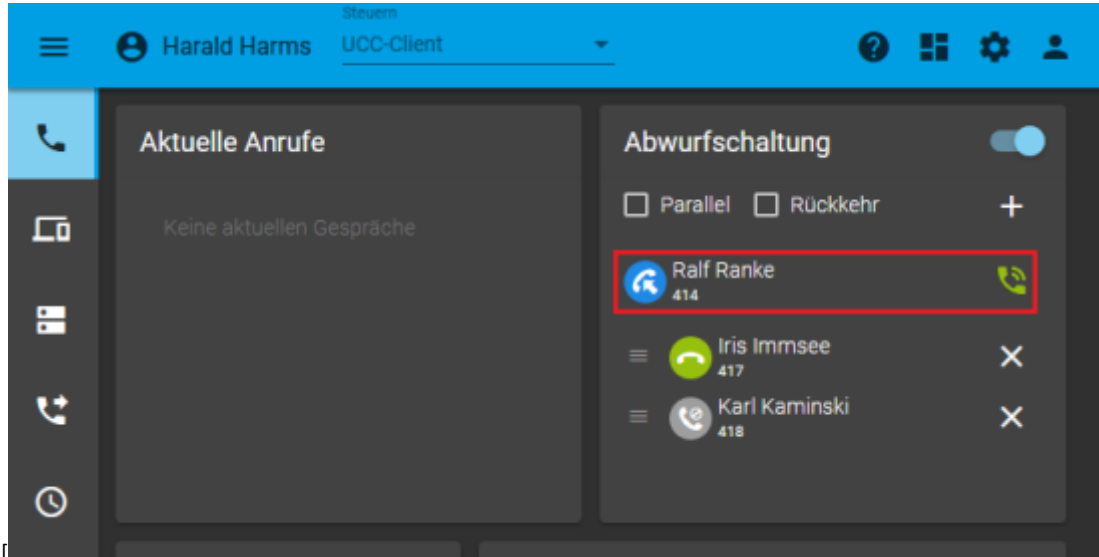 Steuern
Harald Harms
UCC-Client
Aktuelle Anrufe
Keine aktuellen Gespräche
Abwurfschaltung
Parallel
Rückkehr
Ralf Ranke
414
Iris Immsee
417
Karl Kaminski
418
[